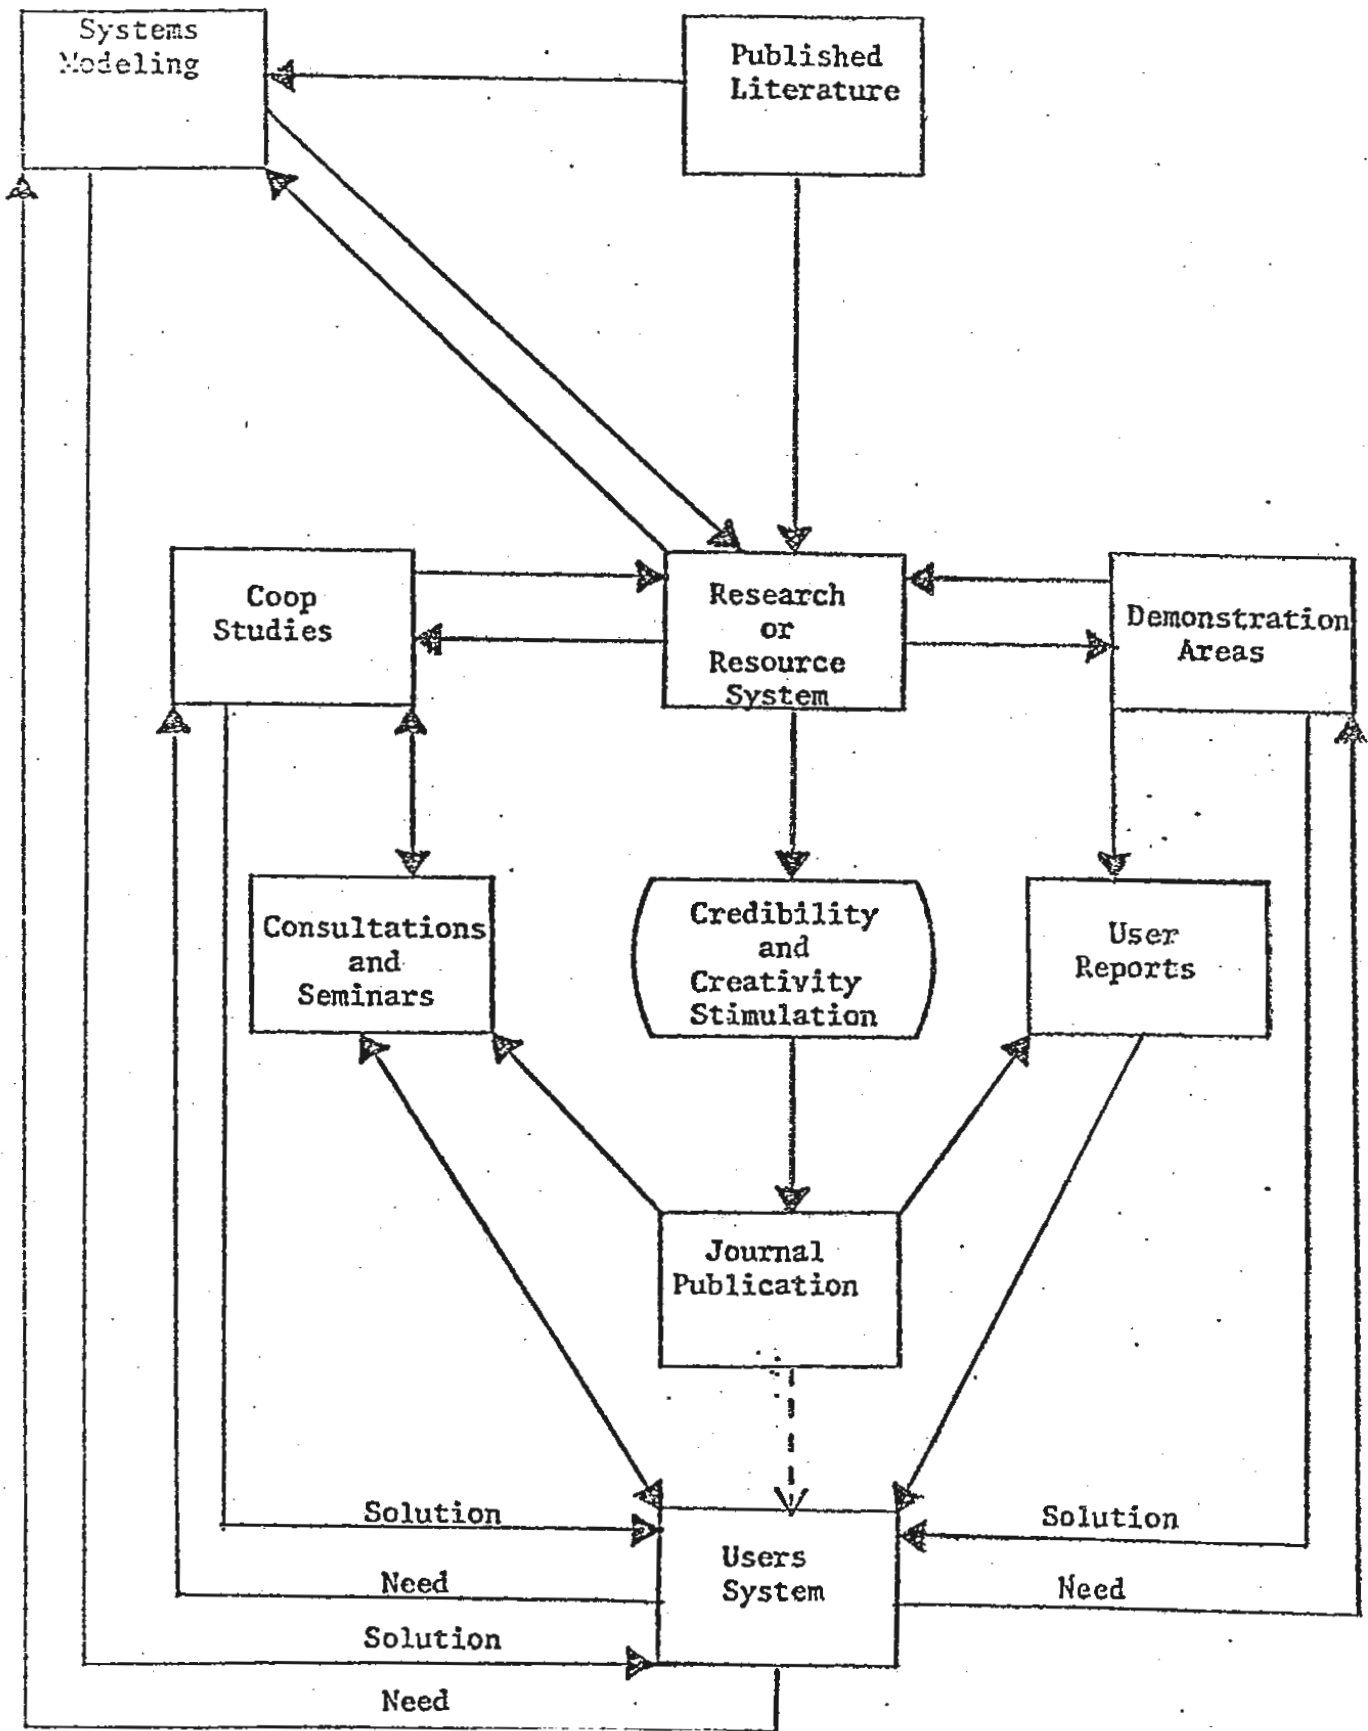 Systems
Modeling
Published
Literature
Coop
Studies
Research
or
Resource
System
Demonstration
Areas
Consultations
and
Seminars
Credibility
and
Creativity
Stimulation
User
Reports
Journal
Publication
Solution
Solution
Users
System
Need
Need
Solution
Need